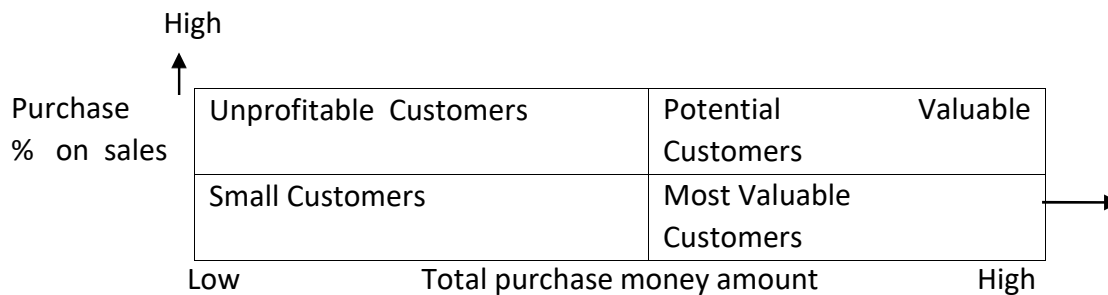 High
Purchase
% on sales
Unprofitable Customers
Potential Valuable
Customers
Small Customers
Most Valuable
Customers
Low Total purchase money amount High